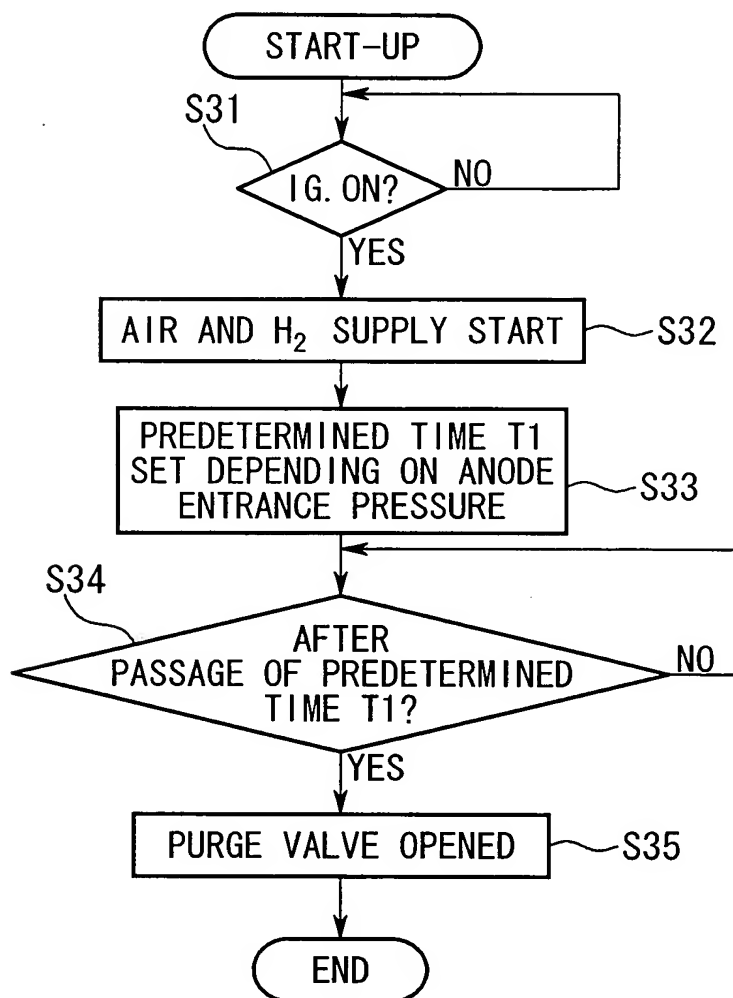 START-UP
S31
IG. ON?
NO
YES
AIR AND H₂ SUPPLY START
S32
PREDETERMINED TIME T1
SET DEPENDING ON ANODE
ENTRANCE PRESSURE
S33
S34
AFTER
PASSAGE OF PREDETERMINED
TIME T1?
NO
YES
PURGE VALVE OPENED
S35
END